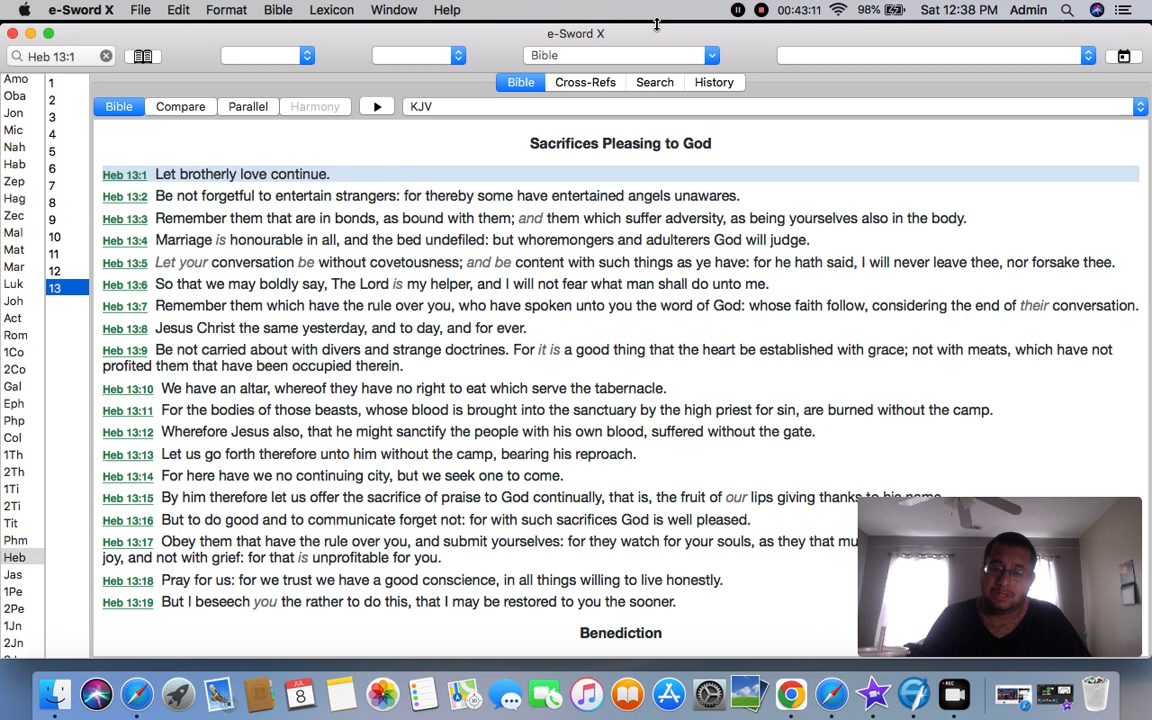 e-Sword X File Edit Format Bible Lexicon Window Help 00:43:11 98% Sat 12:38 PM Admin
e-Sword X
Heb 13:1 Bible
Bible Cross-Refs Search History
Bible Compare Parallel Harmony KJV
Amo
Oba
Jon
Mic
Nah
Hab
Zep
Hag
Zec
Mal
Mat
Mar
Luk
Joh
Act
Rom
1Co
2Co
Gal
Eph
Php
Col
1Th
2Th
1Ti
2Ti
Tit
Phm
Heb
Jas
1Pe
2Pe
1Jn
2Jn
1
2
3
4
5
6
7
8
9
10
11
12
13
Sacrifices Pleasing to God
Heb 13:1 Let brotherly love continue.
Heb 13:2 Be not forgetful to entertain strangers: for thereby some have entertained angels unawares.
Heb 13:3 Remember them that are in bonds, as bound with them; and them which suffer adversity, as being yourselves also in the body.
Heb 13:4 Marriage is honourable in all, and the bed undefiled: but whoremongers and adulterers God will judge.
Heb 13:5 Let your conversation be without covetousness; and be content with such things as ye have: for he hath said, I will never leave thee, nor forsake thee.
Heb 13:6 So that we may boldly say, The Lord is my helper, and I will not fear what man shall do unto me.
Heb 13:7 Remember them which have the rule over you, who have spoken unto you the word of God: whose faith follow, considering the end of their conversation.
Heb 13:8 Jesus Christ the same yesterday, and to day, and for ever.
Heb 13:9 Be not carried about with divers and strange doctrines. For it is a good thing that the heart be established with grace; not with meats, which have not
profited them that have been occupied therein.
Heb 13:10 We have an altar, whereof they have no right to eat which serve the tabernacle.
Heb 13:11 For the bodies of those beasts, whose blood is brought into the sanctuary by the high priest for sin, are burned without the camp.
Heb 13:12 Wherefore Jesus also, that he might sanctify the people with his own blood, suffered without the gate.
Heb 13:13 Let us go forth therefore unto him without the camp, bearing his reproach.
Heb 13:14 For here have we no continuing city, but we seek one to come.
Heb 13:15 By him therefore let us offer the sacrifice of praise to God continually, that is, the fruit of our lips giving thanks to his name.
Heb 13:16 But to do good and to communicate forget not: for with such sacrifices God is well pleased.
Heb 13:17 Obey them that have the rule over you, and submit yourselves: for they watch for your souls, as they that
joy, and not with grief: for that is unprofitable for you.
Heb 13:18 Pray for us: for we trust we have a good conscience, in all things willing to live honestly.
Heb 13:19 But I beseech you the rather to do this, that I may be restored to you the sooner.
Benediction
8
REC